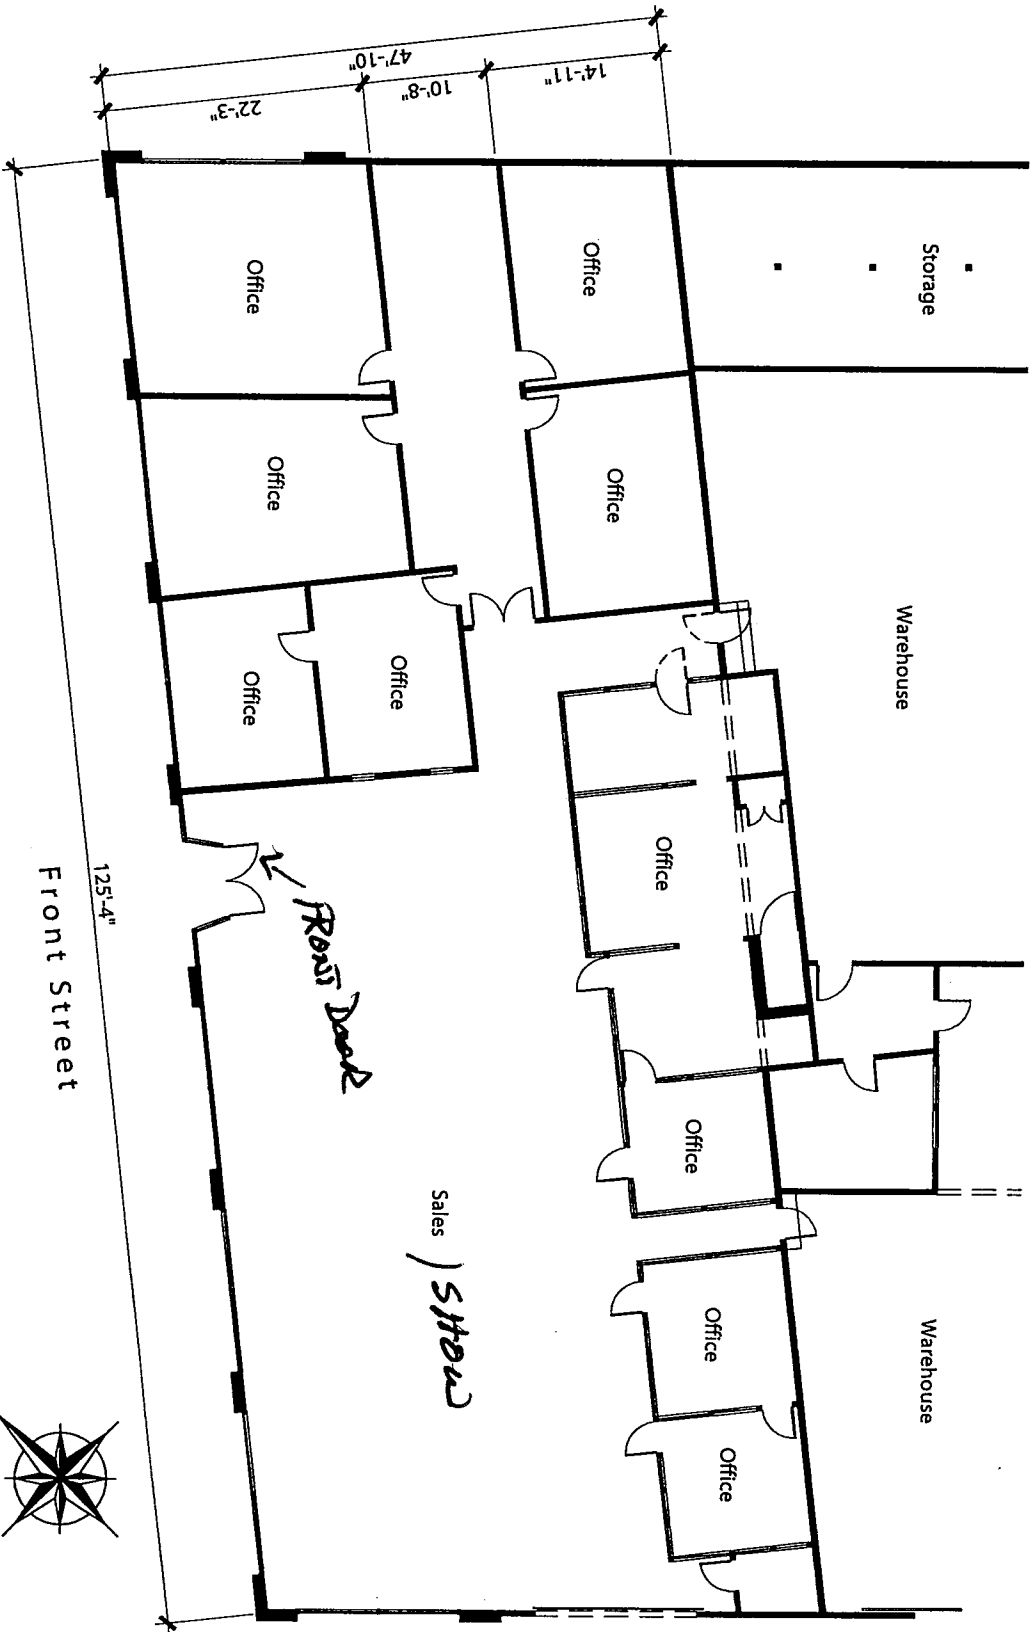 47'-10"
14'-11"
10'-8"
22'-3"
Storage
Office
Office
Office
Office
Warehouse
Office
Office
Office
FRONT DOOR
125'-4"
Front Street
Office
Sales / SHOW
Office
Warehouse
Office